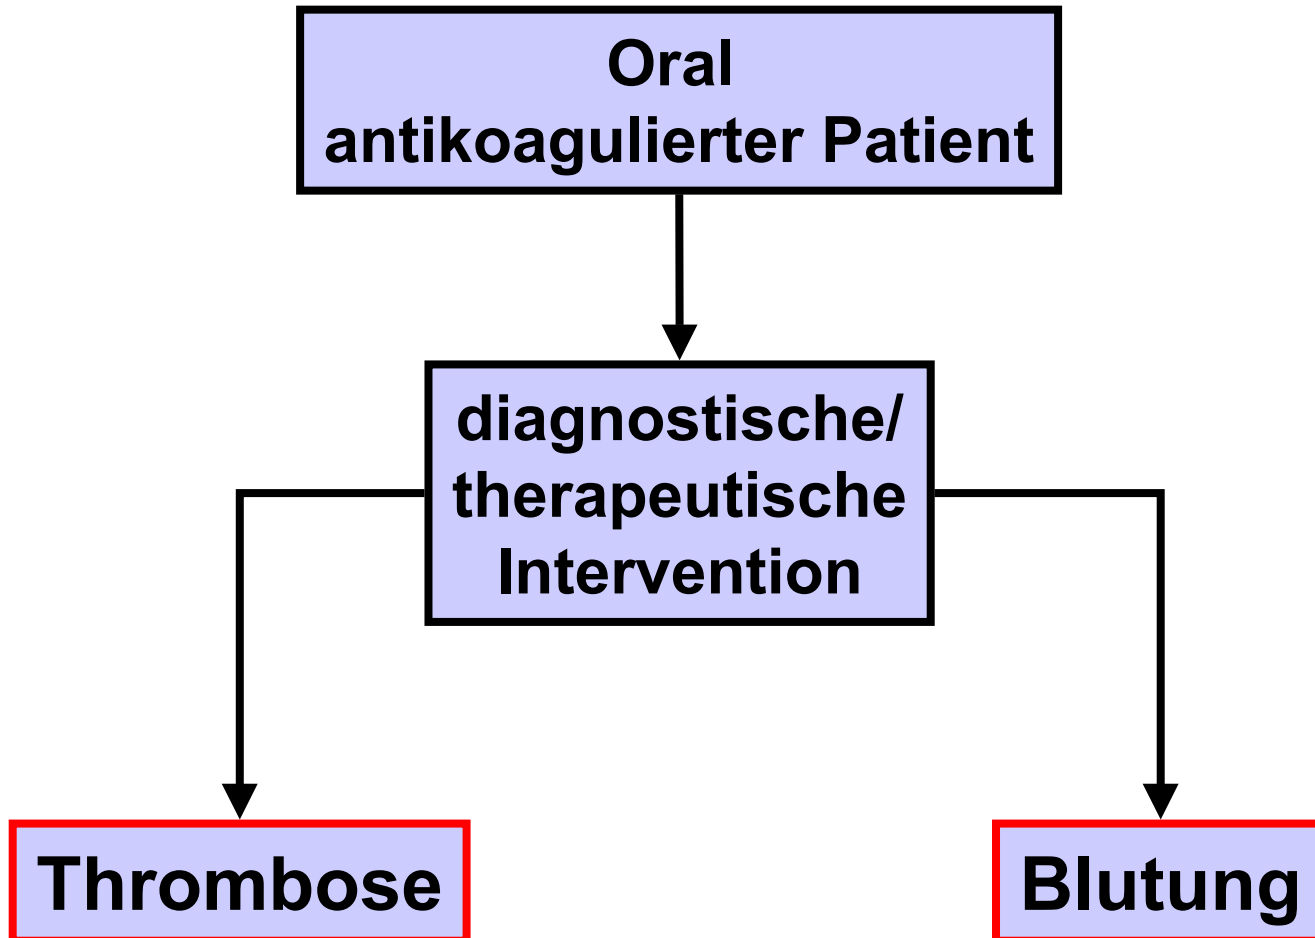 Oral
antikoagulierter Patient
diagnostische/
therapeutische
Intervention
Thrombose
Blutung